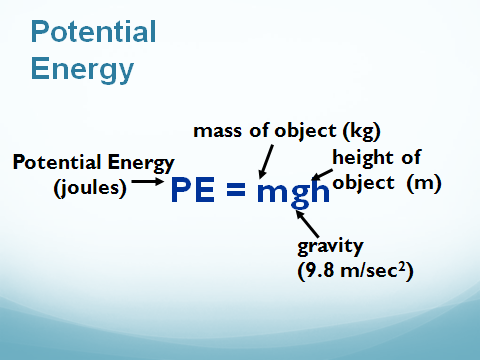 Potential
Energy
mass of object (kg)
Potential Energy
(joules)
height of
object (m)
PE = mgh
gravity
(9.8 m/sec²)